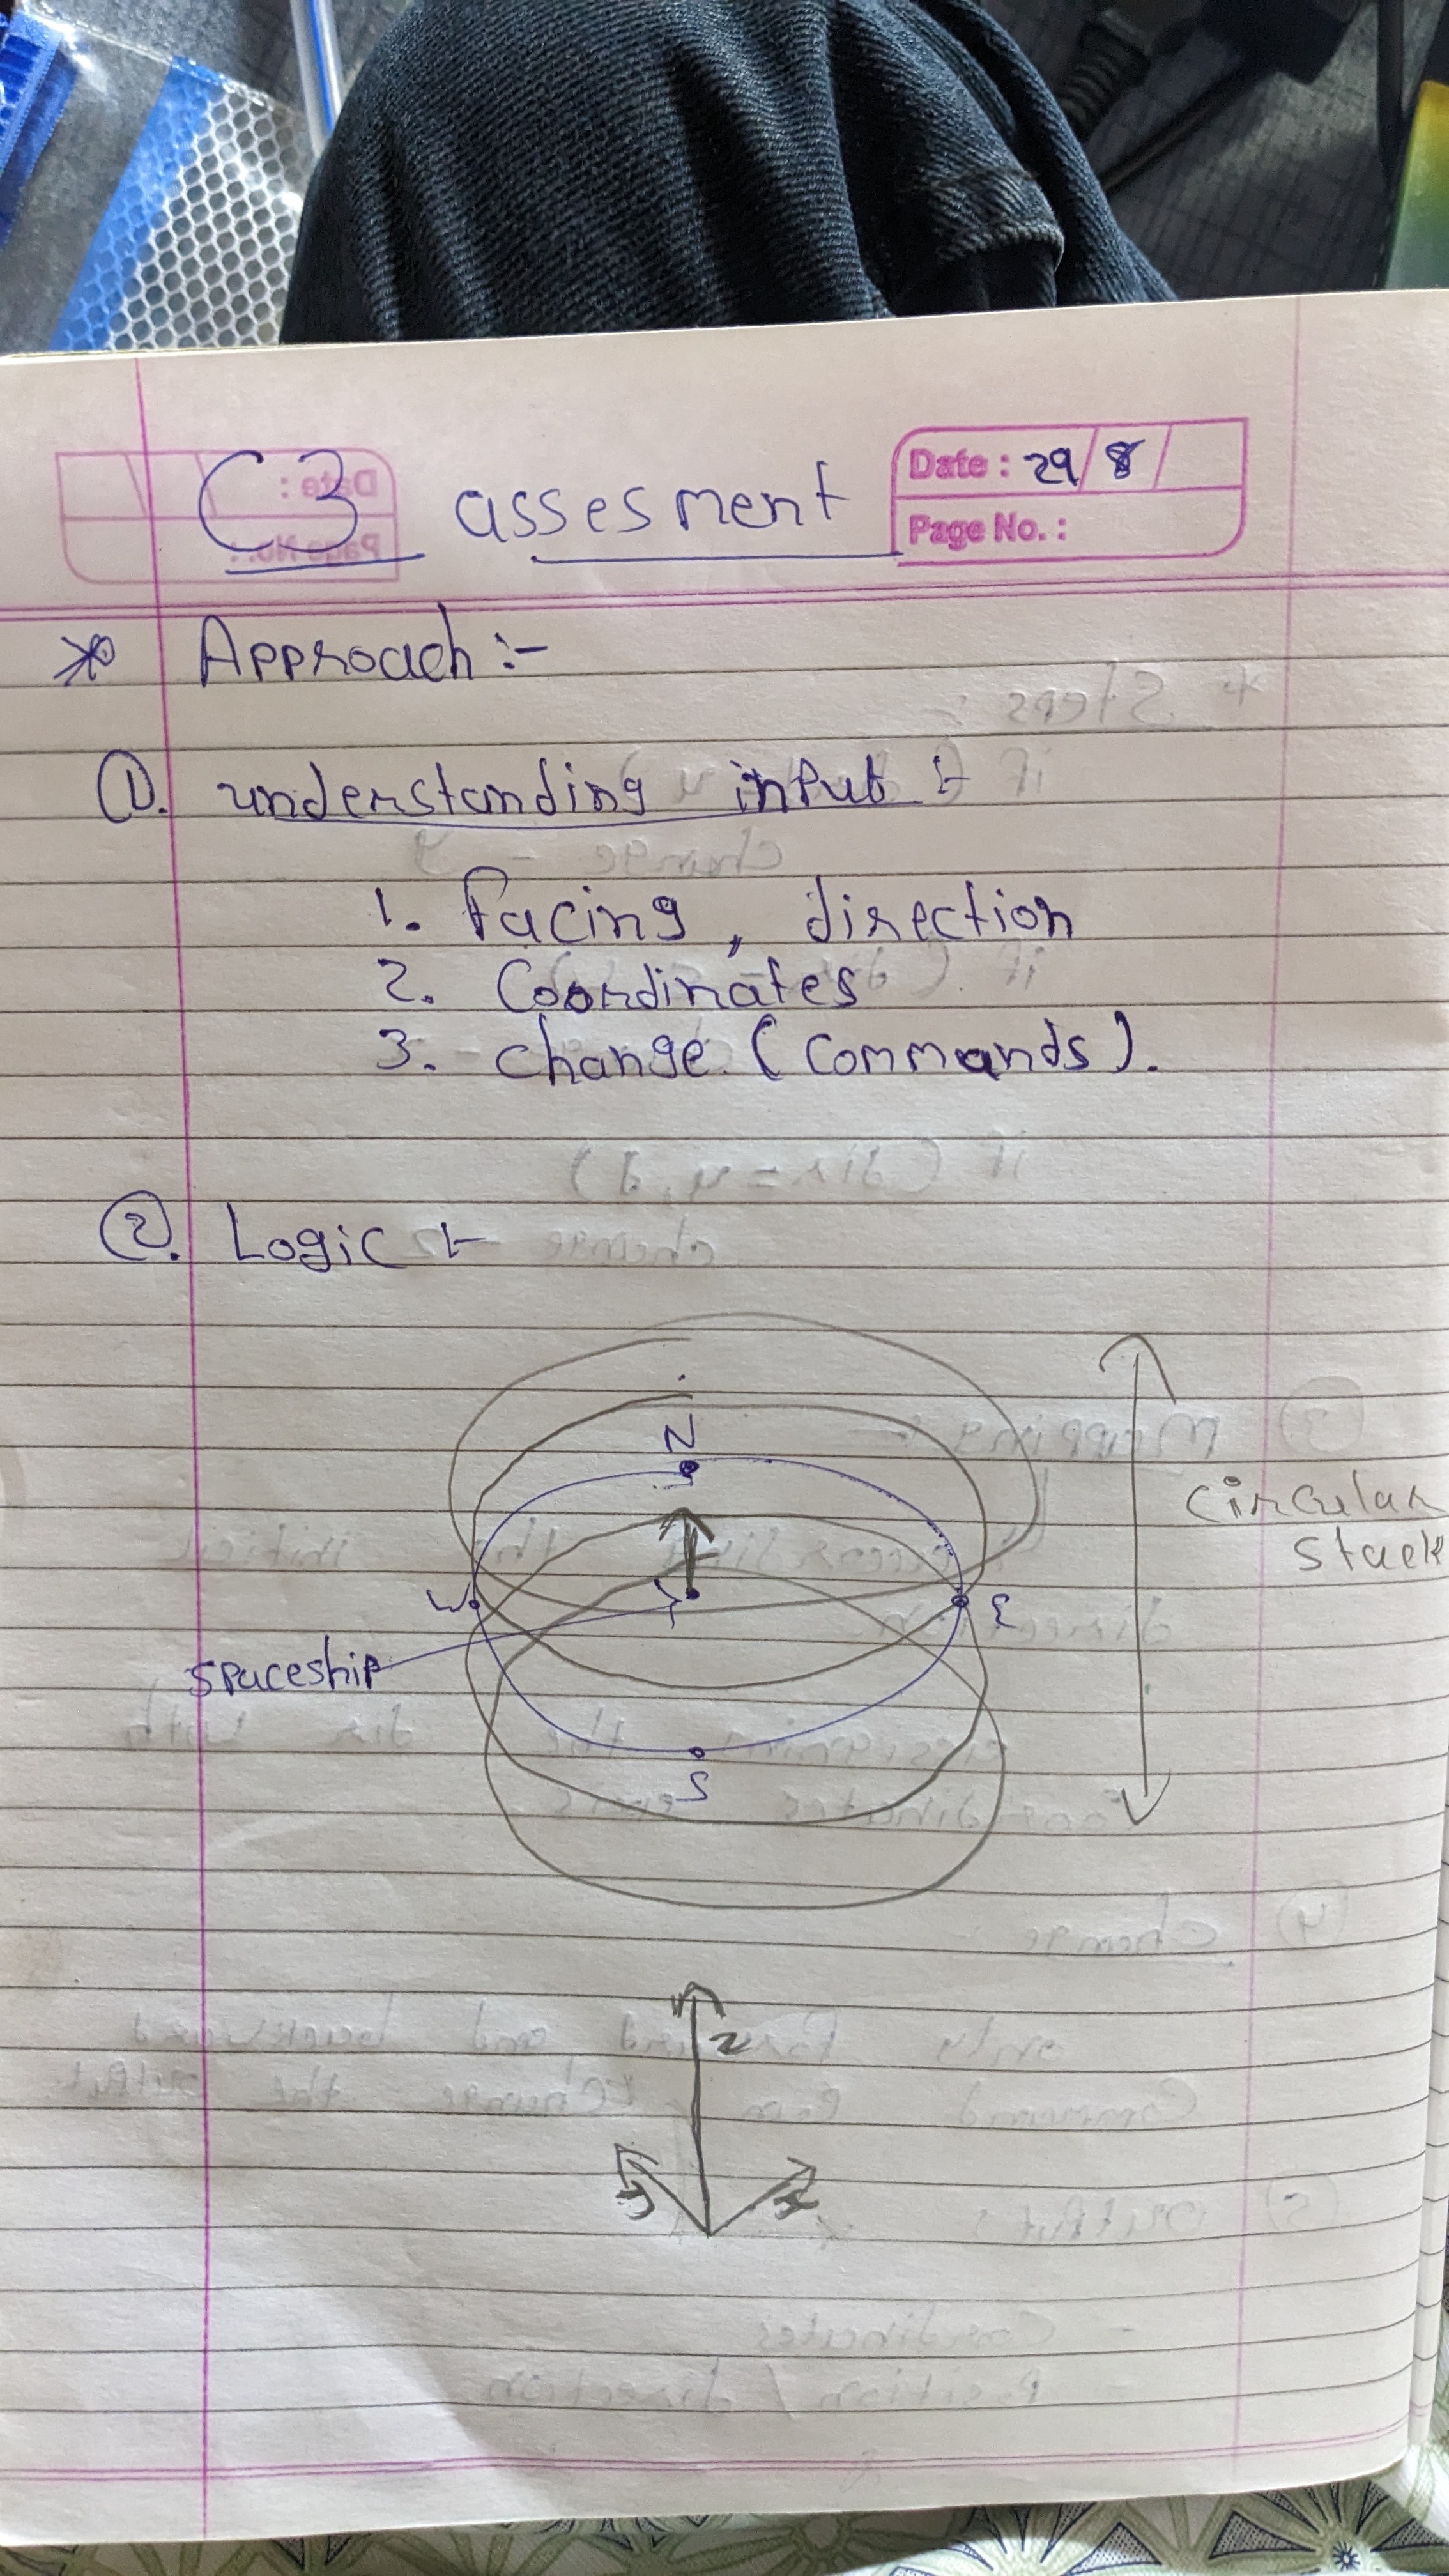 C3 assesment
Date : 29/8/
Page No. :
* Approach :-
①. understanding input :-
1. facing, direction
2. Coordinates
3. change (commands).
②. Logic :-
N
circular
stack
W
E
spaceship
S
z
y
x